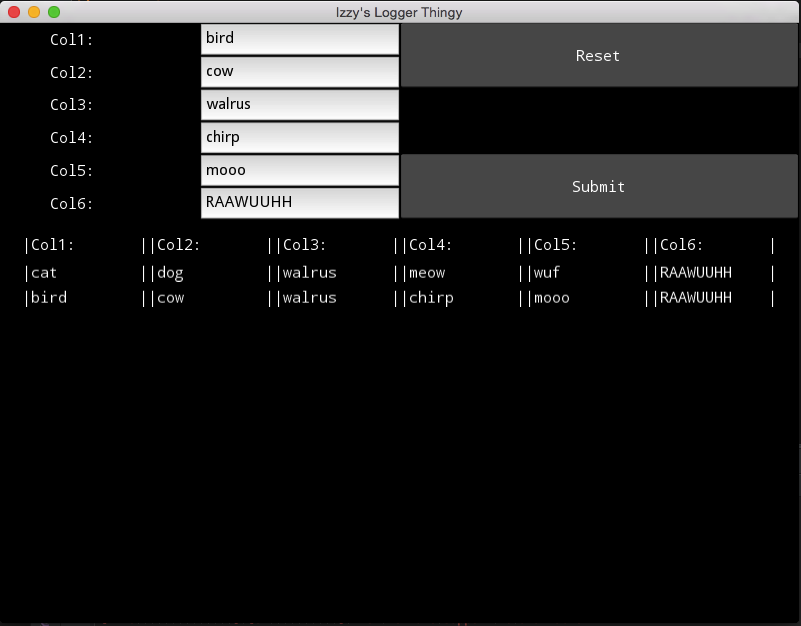 Izzy's Logger Thingy
Col1: bird Reset
Col2: cow
Col3: walrus
Col4: chirp
Col5: mooo Submit
Col6: RAAWUUHH
|Col1: ||Col2: ||Col3: ||Col4: ||Col5: ||Col6: |
|cat ||dog ||walrus ||meow ||wuf ||RAAWUUHH |
|bird ||cow ||walrus ||chirp ||mooo ||RAAWUUHH |